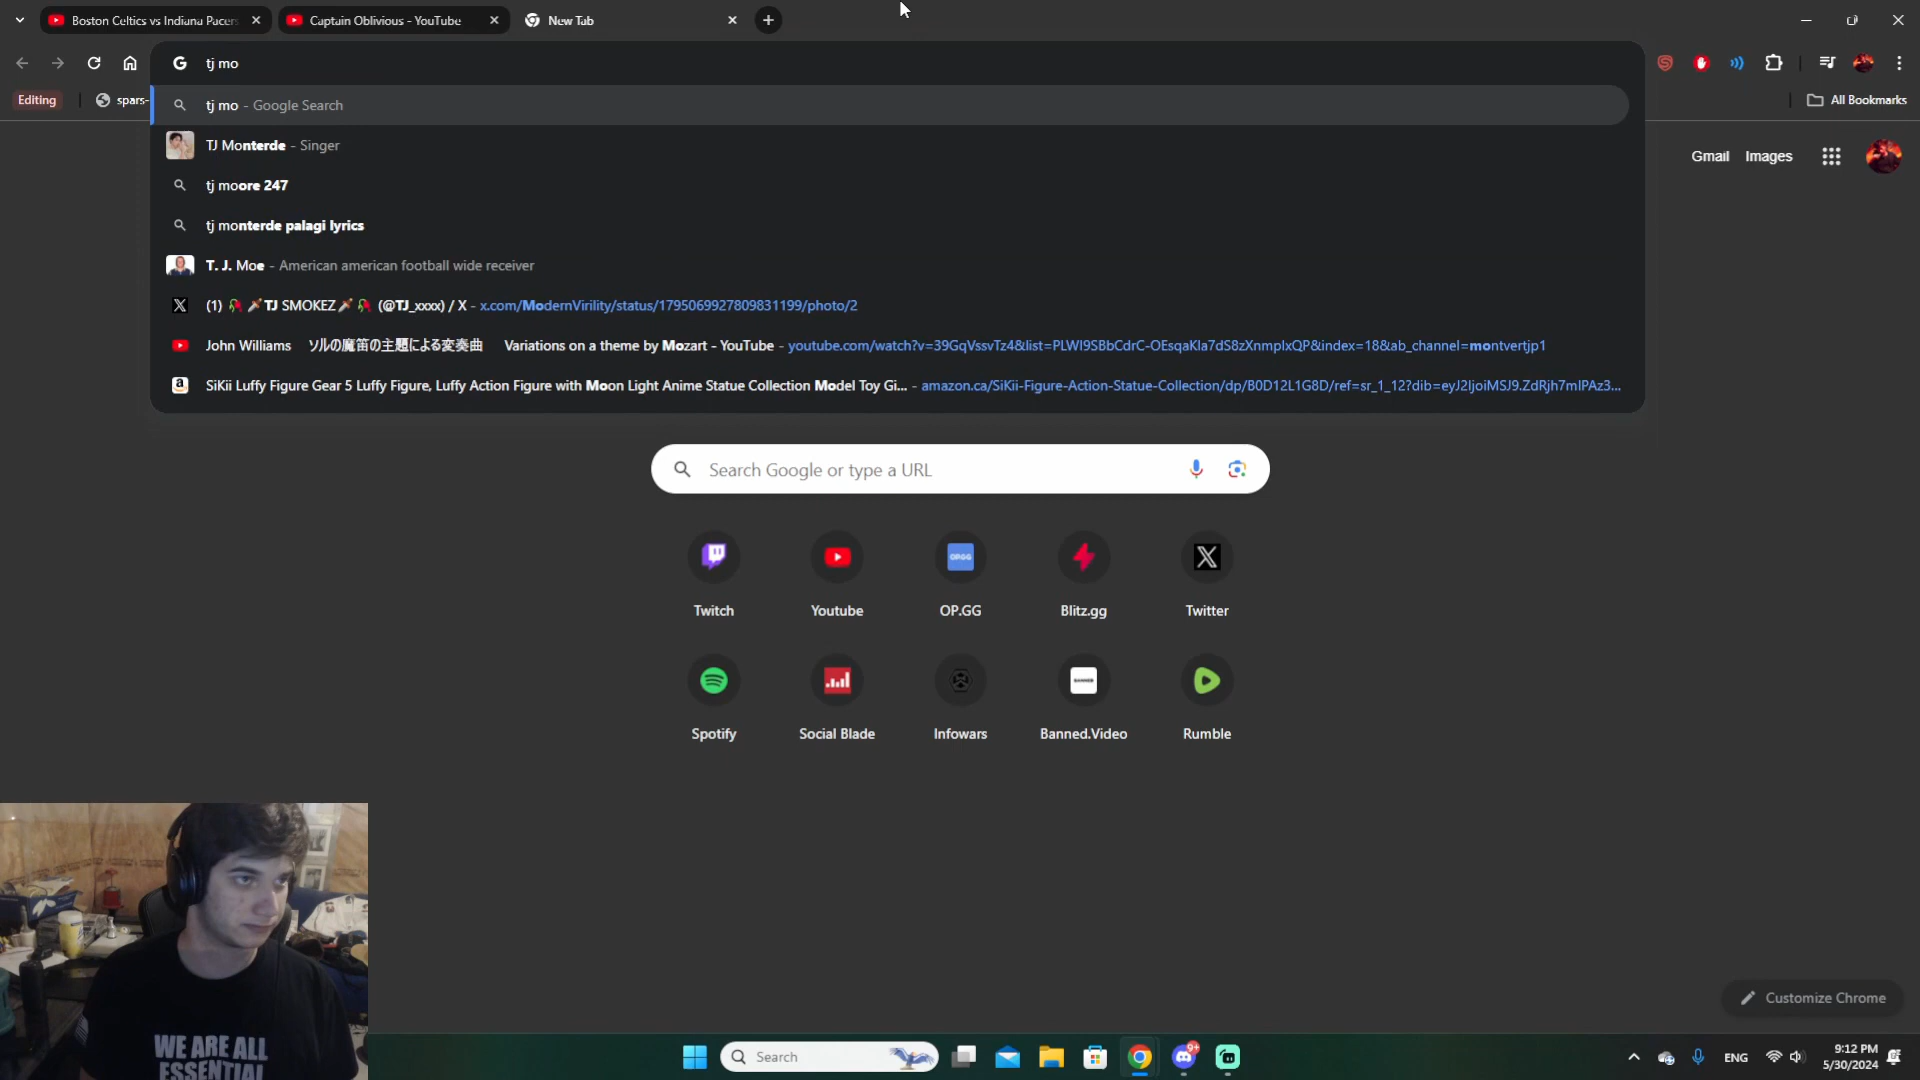 Boston Celtics vs Indiana Pacers
Captain Oblivious - YouTube
New Tab
tj mo
Editing
spars-
All Bookmarks
tj mo - Google Search
TJ Monterde - Singer
Gmail
Images
tj moore 247
tj monterde palagi lyrics
T. J. Moe - American american football wide receiver
(1) 🥀🗡️TJ SMOKEZ🗡️🥀 (@TJ_xxxx) / X - x.com/ModernVirility/status/1795069927809831199/photo/2
John Williams ソルの魔笛の主題による変奏曲 Variations on a theme by Mozart - YouTube - youtube.com/watch?v=39GqVssvTz4&list=PLWI9SBbCdrC-OEsqaKla7dS8zXnmplxQP&index=18&ab_channel=montvertjp1
SiKii Luffy Figure Gear 5 Luffy Figure, Luffy Action Figure with Moon Light Anime Statue Collection Model Toy Gi... - amazon.ca/SiKii-Figure-Action-Statue-Collection/dp/B0D12L1G8D/ref=sr_1_12?dib=eyJ2IjoiMSJ9.ZdRjh7mlPAz3...
Search Google or type a URL
OPGG
Twitch
Youtube
OP.GG
Blitz.gg
Twitter
BANNED
Spotify
Social Blade
Infowars
Banned.Video
Rumble
Customize Chrome
WE ARE ALL
ESSENTIAL
Search
9+
ENG
9:12 PM
5/30/2024